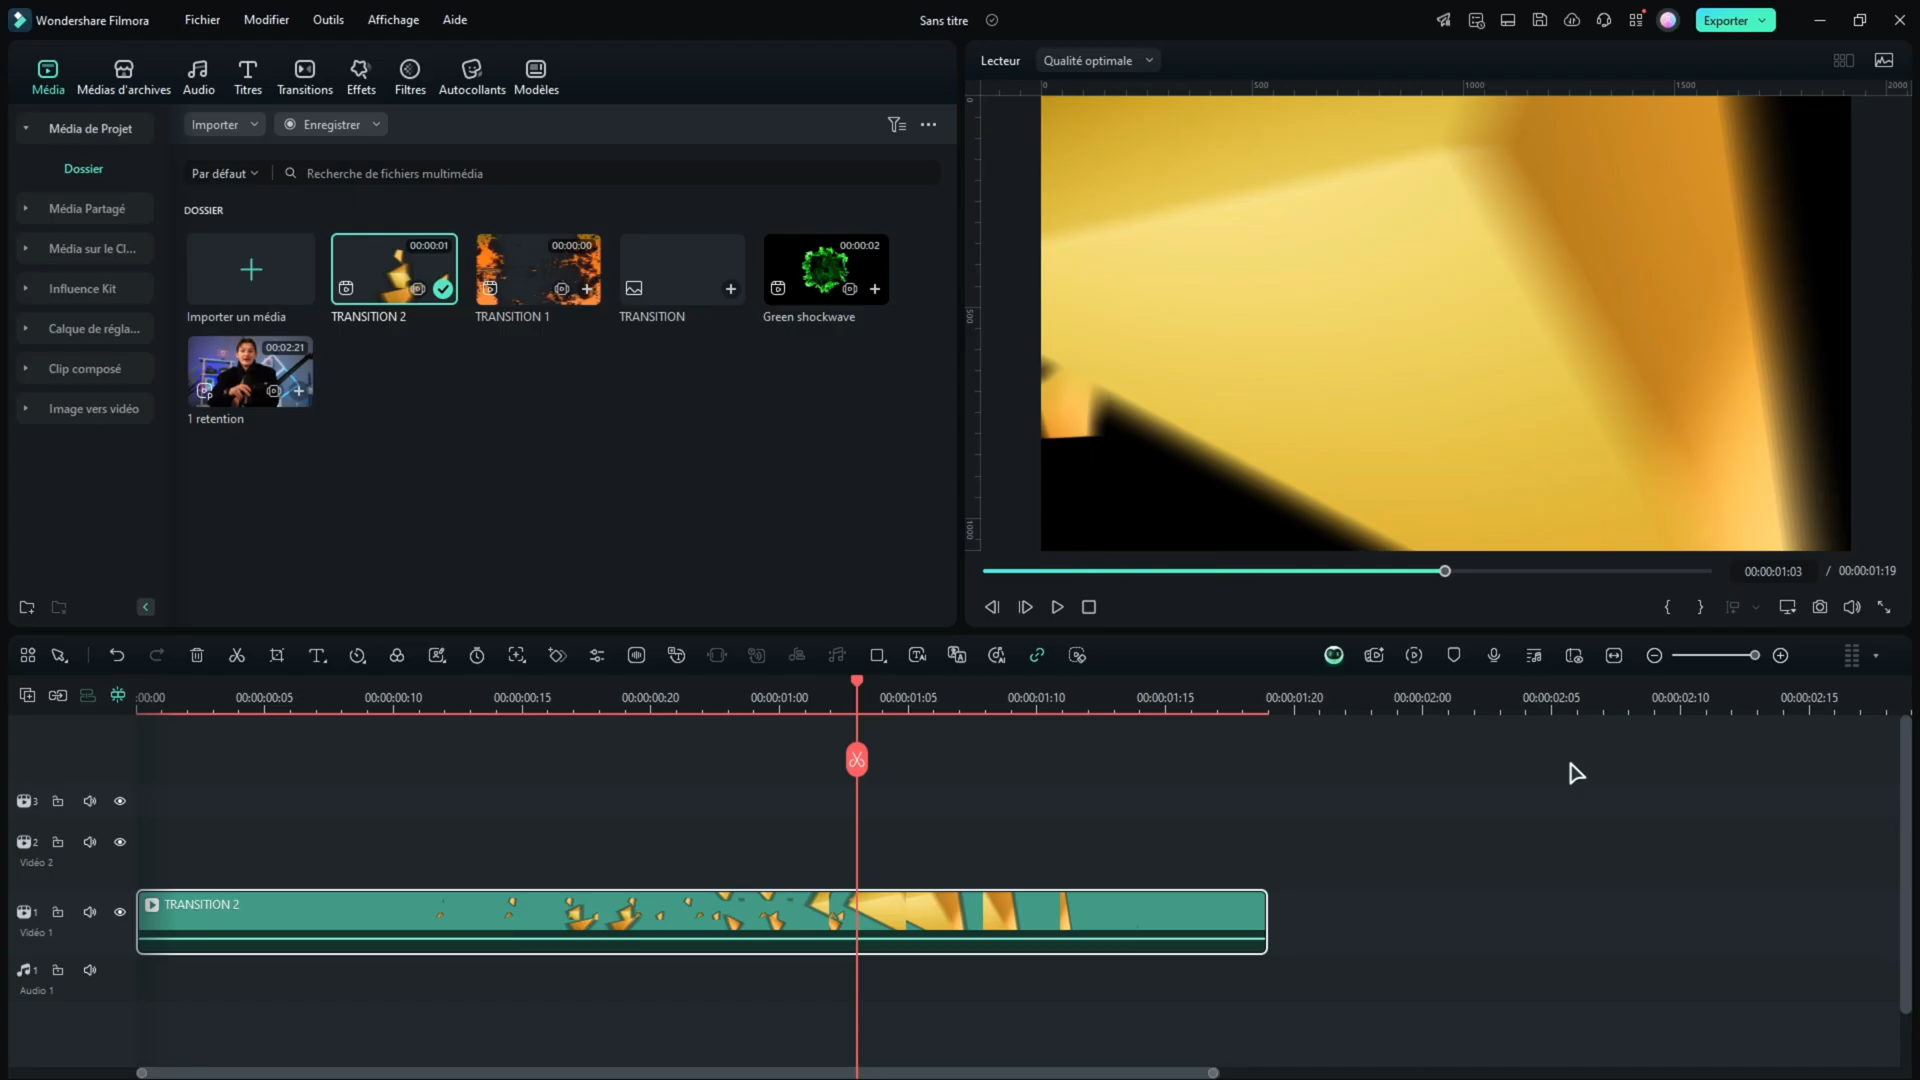 Wondershare Filmora
Fichier
Modifier
Outils
Affichage
Aide
Sans titre
Exporter
Média
Médias d'archives
Audio
Titres
Transitions
Effets
Filtres
Autocollants
Modèles
Lecteur
Qualité optimale
Média de Projet
Dossier
Média Partagé
Média sur le Cl...
Influence Kit
Calque de régla...
Clip composé
Image vers vidéo
Importer
Enregistrer
Par défaut
Recherche de fichiers multimédia
DOSSIER
Importer un média
00:00:01
TRANSITION 2
00:00:00
TRANSITION 1
TRANSITION
00:00:02
Green shockwave
00:02:21
1 retention
0
500
1000
1500
2000
0
500
1000
00:00:01:03 / 00:00:01:19
:00:00
00:00:00:05
00:00:00:10
00:00:00:15
00:00:00:20
00:00:01:00
00:00:01:05
00:00:01:10
00:00:01:15
00:00:01:20
00:00:02:00
00:00:02:05
00:00:02:10
00:00:02:15
3
2
Vidéo 2
1
Vidéo 1
TRANSITION 2
1
Audio 1